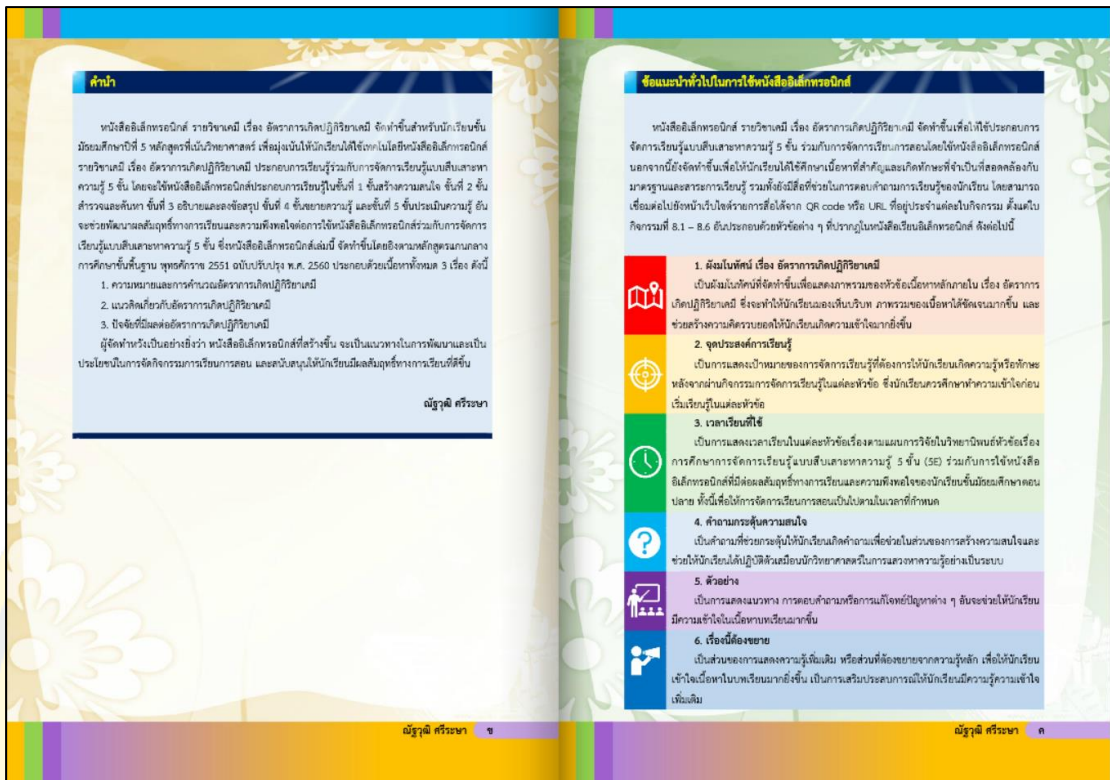 คำนำ
หนังสืออิเล็กทรอนิกส์ รายวิชาเคมี เรื่อง อัตราการเกิดปฏิกิริยาเคมี จัดทำขึ้นสำหรับนักเรียนชั้น
มัธยมศึกษาปีที่ 5 หลักสูตรที่เน้นวิทยาศาสตร์ เพื่อมุ่งเน้นให้นักเรียนได้ใช้เทคโนโลยีหนังสืออิเล็กทรอนิกส์
รายวิชาเคมี เรื่อง อัตราการเกิดปฏิกิริยาเคมี ประกอบการเรียนรู้ร่วมกับการจัดการเรียนรู้แบบสืบเสาะหา
ความรู้ 5 ขั้น โดยจะใช้หนังสืออิเล็กทรอนิกส์ประกอบการเรียนรู้ในขั้นที่ 1 ขั้นสร้างความสนใจ ขั้นที่ 2 ขั้น
สำรวจและค้นหา ขั้นที่ 3 อธิบายและลงข้อสรุป ขั้นที่ 4 ขั้นขยายความรู้ และขั้นที่ 5 ขั้นประเมินความรู้ อัน
จะช่วยพัฒนาผลสัมฤทธิ์ทางการเรียนและความพึงพอใจต่อการใช้หนังสืออิเล็กทรอนิกส์ร่วมกับการจัดการ
เรียนรู้แบบสืบเสาะหาความรู้ 5 ขั้น ซึ่งหนังสืออิเล็กทรอนิกส์เล่มนี้ จัดทำขึ้นโดยอิงตามหลักสูตรแกนกลาง
การศึกษาขั้นพื้นฐาน พุทธศักราช 2551 ฉบับปรับปรุง พ.ศ. 2560 ประกอบด้วยเนื้อหาทั้งหมด 3 เรื่อง ดังนี้
1. ความหมายและการคำนวณอัตราการเกิดปฏิกิริยาเคมี
2. แนวคิดเกี่ยวกับอัตราการเกิดปฏิกิริยาเคมี
3. ปัจจัยที่มีผลต่ออัตราการเกิดปฏิกิริยาเคมี
ผู้จัดทำหวังเป็นอย่างยิ่งว่า หนังสืออิเล็กทรอนิกส์ที่สร้างขึ้น จะเป็นแนวทางในการพัฒนาและเป็น
ประโยชน์ในการจัดกิจกรรมการเรียนการสอน และสนับสนุนให้นักเรียนมีผลสัมฤทธิ์ทางการเรียนที่ดีขึ้น
ณัฐวุฒิ ศรีระษา
ณัฐวุฒิ ศรีระษา ข
ข้อแนะนำทั่วไปในการใช้หนังสืออิเล็กทรอนิกส์
หนังสืออิเล็กทรอนิกส์ รายวิชาเคมี เรื่อง อัตราการเกิดปฏิกิริยาเคมี จัดทำขึ้นเพื่อให้ใช้ประกอบการ
จัดการเรียนรู้แบบสืบเสาะหาความรู้ 5 ขั้น ร่วมกับการจัดการเรียนการสอนโดยใช้หนังสืออิเล็กทรอนิกส์
นอกจากนี้ยังจัดทำขึ้นเพื่อให้นักเรียนได้ใช้ศึกษาเนื้อหาที่สำคัญและเกิดทักษะที่จำเป็นที่สอดคล้องกับ
มาตรฐานและสาระการเรียนรู้ รวมทั้งยังมีสื่อที่ช่วยในการตอบคำถามการเรียนรู้ของนักเรียน โดยสามารถ
เชื่อมต่อไปยังหน้าเว็บไซต์รายการสื่อได้จาก QR code หรือ URL ที่อยู่ประจำแต่ละใบกิจกรรม ตั้งแต่ใบ
กิจกรรมที่ 8.1 – 8.6 อันประกอบด้วยหัวข้อต่าง ๆ ที่ปรากฏในหนังสือเรียนอิเล็กทรอนิกส์ ดังต่อไปนี้
1. ผังมโนทัศน์ เรื่อง อัตราการเกิดปฏิกิริยาเคมี
เป็นผังมโนทัศน์ที่จัดทำขึ้นเพื่อแสดงภาพรวมของหัวข้อเนื้อหาหลักภายใน เรื่อง อัตราการ
เกิดปฏิกิริยาเคมี ซึ่งจะทำให้นักเรียนมองเห็นบริบท ภาพรวมของเนื้อหาได้ชัดเจนมากขึ้น และ
ช่วยสร้างความคิดรวบยอดให้นักเรียนเกิดความเข้าใจมากยิ่งขึ้น
2. จุดประสงค์การเรียนรู้
เป็นการแสดงเป้าหมายของการจัดการเรียนรู้ที่ต้องการให้นักเรียนเกิดความรู้หรือทักษะ
หลังจากผ่านกิจกรรมการจัดการเรียนรู้ในแต่ละหัวข้อ ซึ่งนักเรียนควรศึกษาทำความเข้าใจก่อน
เริ่มเรียนรู้ในแต่ละหัวข้อ
3. เวลาเรียนที่ใช้
เป็นการแสดงเวลาเรียนในแต่ละหัวข้อเรื่องตามแผนการวิจัยในวิทยานิพนธ์หัวข้อเรื่อง
การศึกษาการจัดการเรียนรู้แบบสืบเสาะหาความรู้ 5 ขั้น (5E) ร่วมกับการใช้หนังสือ
อิเล็กทรอนิกส์ที่มีต่อผลสัมฤทธิ์ทางการเรียนและความพึงพอใจของนักเรียนชั้นมัธยมศึกษาตอน
ปลาย ทั้งนี้เพื่อให้การจัดการเรียนการสอนเป็นไปตามในเวลาที่กำหนด
4. คำถามกระตุ้นความสนใจ
เป็นคำถามที่ช่วยกระตุ้นให้นักเรียนเกิดคำถามเพื่อช่วยในส่วนของการสร้างความสนใจและ
ช่วยให้นักเรียนได้ปฏิบัติตัวเสมือนนักวิทยาศาสตร์ในการแสวงหาความรู้อย่างเป็นระบบ
5. ตัวอย่าง
เป็นการแสดงแนวทาง การตอบคำถามหรือการแก้โจทย์ปัญหาต่าง ๆ อันจะช่วยให้นักเรียน
มีความเข้าใจในเนื้อหาบทเรียนมากขึ้น
6. เรื่องนี้ต้องขยาย
เป็นส่วนของการแสดงความรู้เพิ่มเติม หรือส่วนที่ต้องขยายจากความรู้หลัก เพื่อให้นักเรียน
เข้าใจเนื้อหาในบทเรียนมากยิ่งขึ้น เป็นการเสริมประสบการณ์ให้นักเรียนมีความรู้ความเข้าใจ
เพิ่มเติม
ณัฐวุฒิ ศรีระษา ค